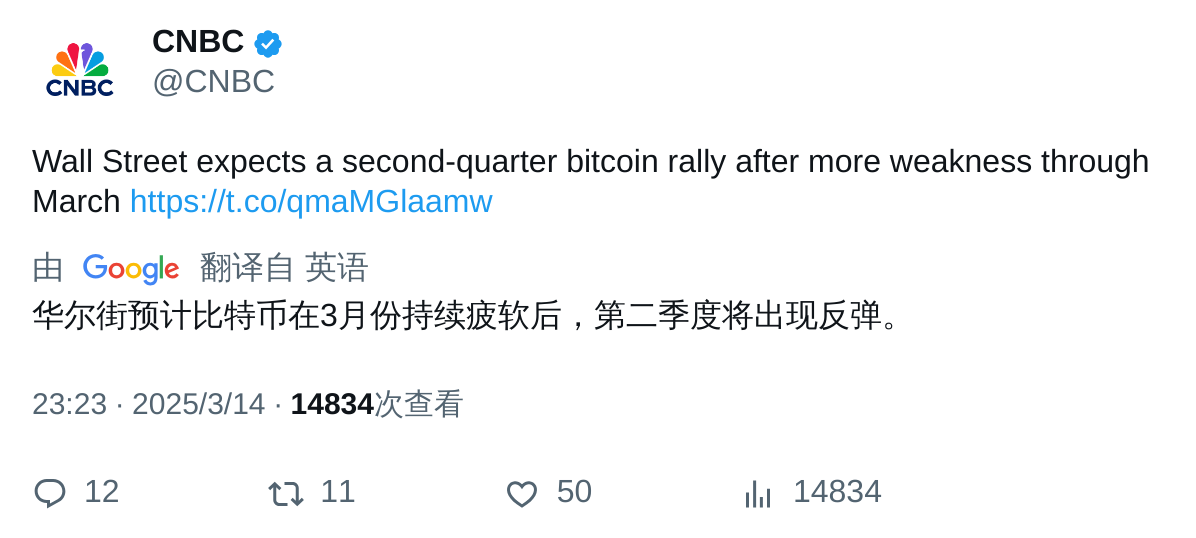 CNBC
@CNBC
CNBC
Wall Street expects a second-quarter bitcoin rally after more weakness through
March https://t.co/qmaMGlaamw
由 Google 翻译自 英语
华尔街预计比特币在3月份持续疲软后，第二季度将出现反弹。
23:23 · 2025/3/14 · 14834次查看
12 11 50 14834